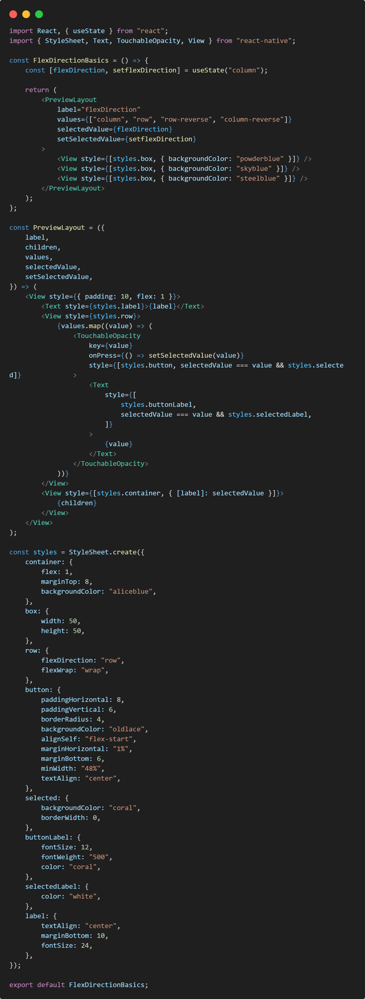 import React, { useState } from "react";
import { StyleSheet, Text, TouchableOpacity, View } from "react-native";

const FlexDirectionBasics = () => {
    const [flexDirection, setflexDirection] = useState("column");

    return (
        <PreviewLayout
            label="flexDirection"
            values={["column", "row", "row-reverse", "column-reverse"]}
            selectedValue={flexDirection}
            setSelectedValue={setflexDirection}
        >
            <View style={[styles.box, { backgroundColor: "powderblue" }]} />
            <View style={[styles.box, { backgroundColor: "skyblue" }]} />
            <View style={[styles.box, { backgroundColor: "steelblue" }]} />
        </PreviewLayout>
    );
};

const PreviewLayout = ({
    label,
    children,
    values,
    selectedValue,
    setSelectedValue,
}) => (
    <View style={{ padding: 10, flex: 1 }}>
        <Text style={styles.label}>{label}</Text>
        <View style={styles.row}>
            {values.map((value) => (
                <TouchableOpacity
                    key={value}
                    onPress={() => setSelectedValue(value)}
                    style={[styles.button, selectedValue === value && styles.selecte
d]}             >
                    <Text
                        style={[
                            styles.buttonLabel,
                            selectedValue === value && styles.selectedLabel,
                        ]}
                    >
                        {value}
                    </Text>
                </TouchableOpacity>
            ))}
        </View>
        <View style={[styles.container, { [label]: selectedValue }]}>
            {children}
        </View>
    </View>
);

const styles = StyleSheet.create({
    container: {
        flex: 1,
        marginTop: 8,
        backgroundColor: "aliceblue",
    },
    box: {
        width: 50,
        height: 50,
    },
    row: {
        flexDirection: "row",
        flexWrap: "wrap",
    },
    button: {
        paddingHorizontal: 8,
        paddingVertical: 6,
        borderRadius: 4,
        backgroundColor: "oldlace",
        alignSelf: "flex-start",
        marginHorizontal: "1%",
        marginBottom: 6,
        minWidth: "48%",
        textAlign: "center",
    },
    selected: {
        backgroundColor: "coral",
        borderWidth: 0,
    },
    buttonLabel: {
        fontSize: 12,
        fontWeight: "500",
        color: "coral",
    },
    selectedLabel: {
        color: "white",
    },
    label: {
        textAlign: "center",
        marginBottom: 10,
        fontSize: 24,
    },
});

export default FlexDirectionBasics;